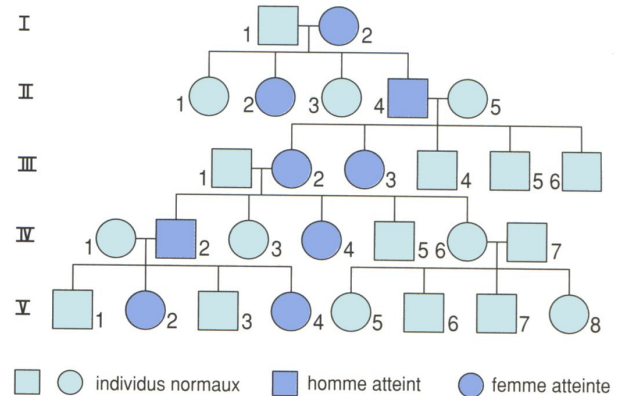 I
1 2
II
1 2 3 4 5
III
1 2 3 4 5 6
IV
1 2 3 4 5 6 7
V
1 2 3 4 5 6 7 8
individus normaux homme atteint femme atteinte